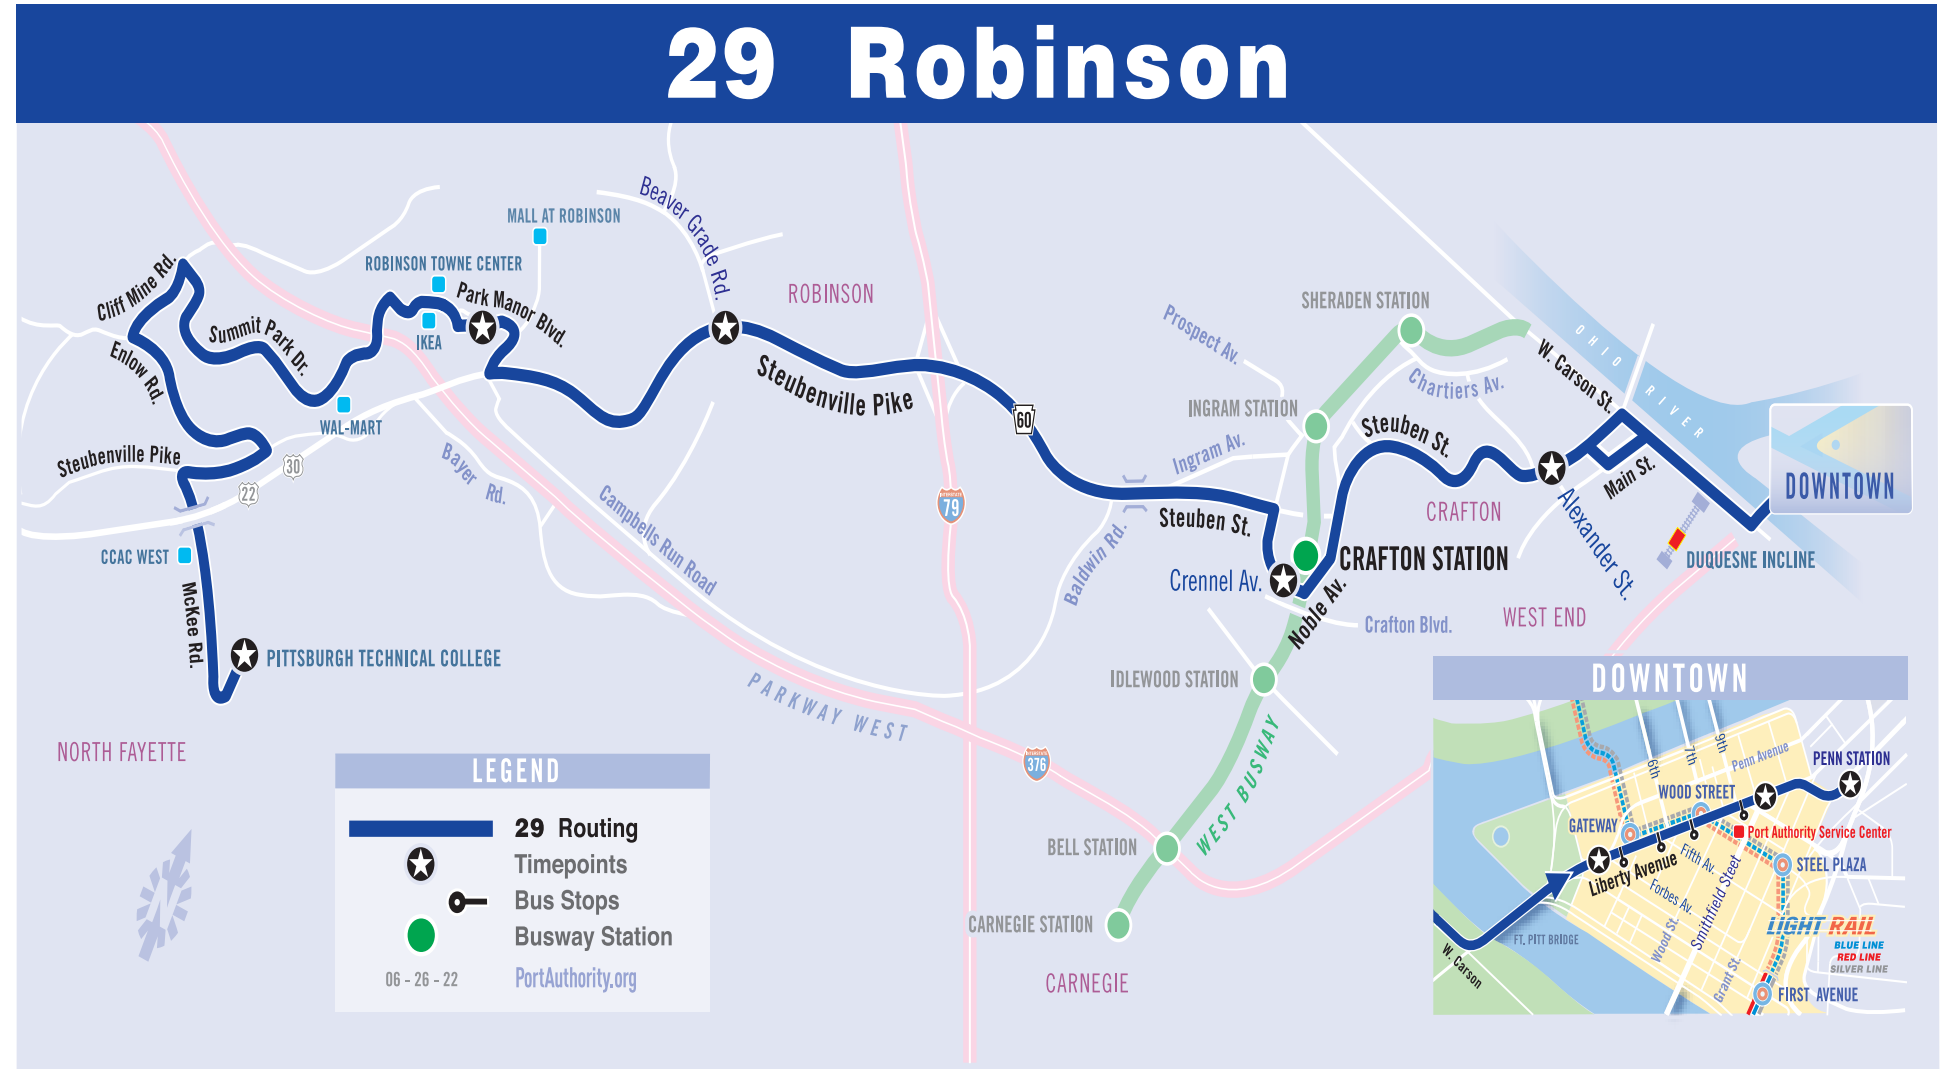 29 Robinson
MALL AT ROBINSON
Beaver Grade Rd.
ROBINSON TOWNE CENTER
Park Manor Blvd.
Cliff Mine Rd.
Summit Park Dr.
IKEA
ROBINSON
Enlow Rd.
WAL-MART
Steubenville Pike
Steubenville Pike
30
22
Bayer Rd.
Campbells Run Road
CCAC WEST
McKee Rd.
PITTSBURGH TECHNICAL COLLEGE
NORTH FAYETTE
PARKWAY WEST
79
60
376
SHERADEN STATION
Prospect Av.
Chartiers Av.
INGRAM STATION
Ingram Av.
Steuben St.
W. Carson St.
OHIO RIVER
Main St.
DOWNTOWN
Steuben St.
Baldwin Rd.
CRAFTON
Alexander St.
CRAFTON STATION
Crennel Av.
Noble Av.
DUQUESNE INCLINE
Crafton Blvd.
WEST END
IDLEWOOD STATION
WEST BUSWAY
BELL STATION
CARNEGIE STATION
CARNEGIE
LEGEND
29 Routing
Timepoints
Bus Stops
Busway Station
06 - 26 - 22
PortAuthority.org
DOWNTOWN
6th
7th
9th
Penn Avenue
PENN STATION
WOOD STREET
GATEWAY
Port Authority Service Center
Liberty Avenue
Fifth Av.
Forbes Av.
Smithfield Steet
STEEL PLAZA
Wood St.
Grant St.
LIGHT RAIL
BLUE LINE
RED LINE
SILVER LINE
FT. PITT BRIDGE
W. Carson
FIRST AVENUE
N